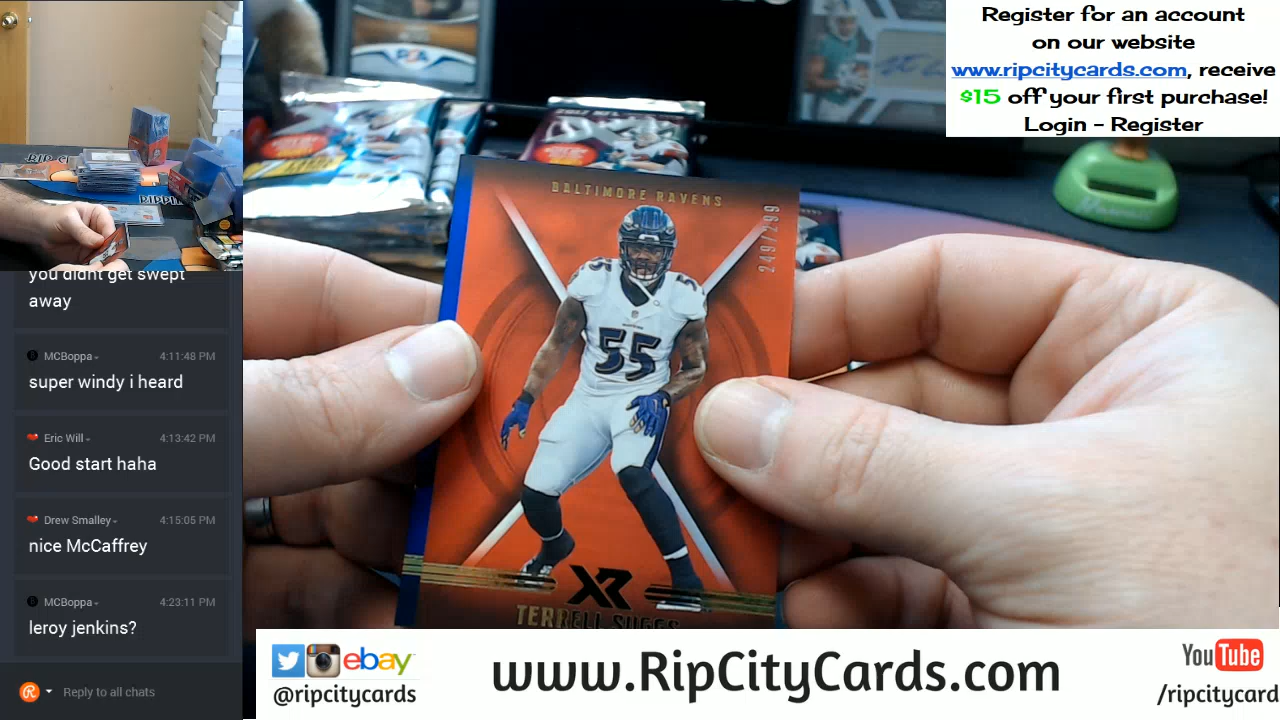 Register for an account
on our website
www.ripcitycards.com, receive
$15 off your first purchase!
Login - Register
you didnt get swept
away
MCBoppa
4:11:48 PM
super windy i heard
Eric Will
4:13:42 PM
Good start haha
Drew Smalley
4:15:05 PM
nice McCaffrey
MCBoppa
4:23:11 PM
leroy jenkins?
Reply to all chats
BALTIMORE RAVENS
249/299
55
55
XR
TERRELL SUGGS
ebay
@ripcitycards
www.RipCityCards.com
YouTube
/ripcitycard